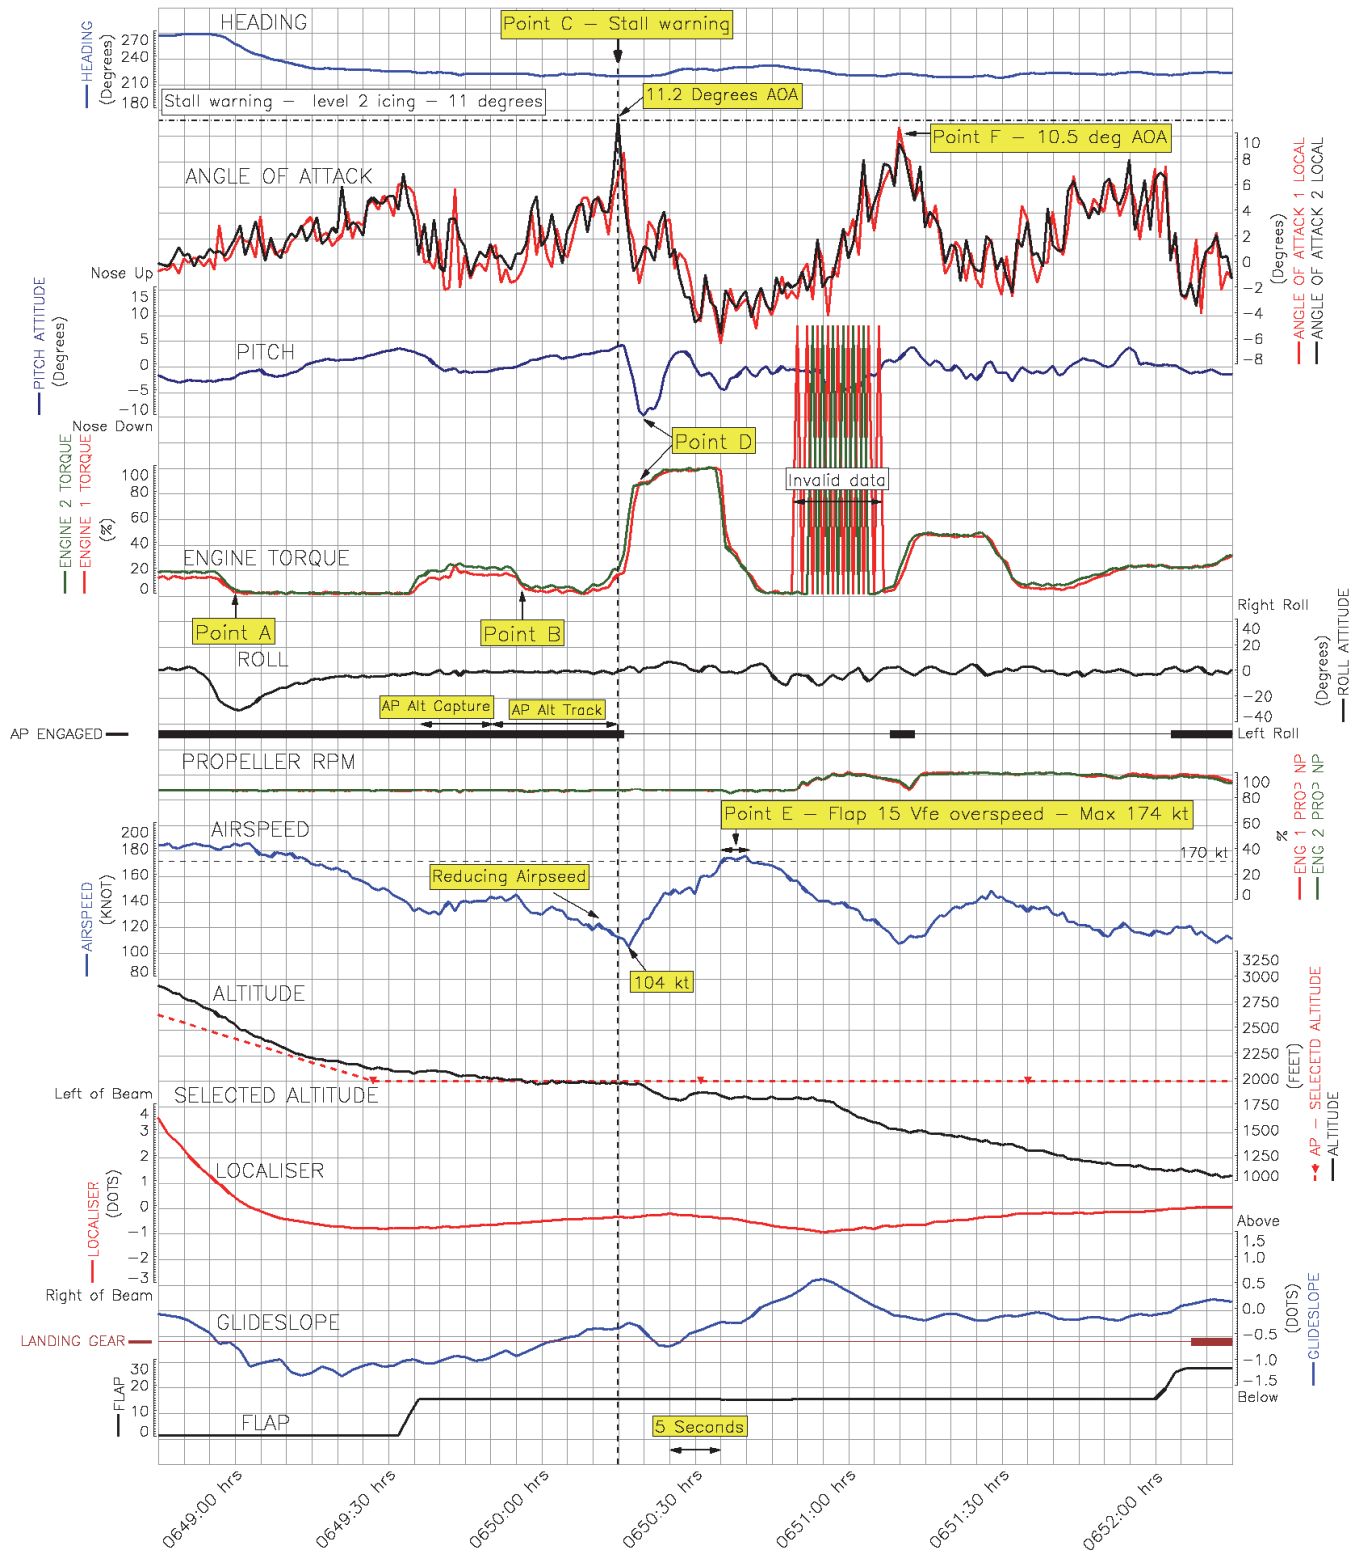 HEADING
Point C – Stall warning
HEADING
(Degrees)
270
240
210
180
Stall warning – level 2 icing – 11 degrees
11.2 Degrees AOA
Point F – 10.5 deg AOA
ANGLE OF ATTACK
10
8
6
4
2
0
−2
−4
−6
−8
(Degrees)
ANGLE OF ATTACK 1 LOCAL
ANGLE OF ATTACK 2 LOCAL
Nose Up
15
10
5
0
−5
−10
Nose Down
PITCH ATTITUDE
(Degrees)
PITCH
Point D
Invalid data
ENGINE 2 TORQUE
ENGINE 1 TORQUE
(%)
100
80
60
40
20
0
ENGINE TORQUE
Point A
Point B
Right Roll
40
20
0
−20
−40
Left Roll
(Degrees)
ROLL ATTITUDE
ROLL
AP Alt Capture
AP Alt Track
AP ENGAGED
PROPELLER RPM
100
80
60
40
20
0
%
ENG 1 PROP NP
ENG 2 PROP NP
Point E – Flap 15 Vfe overspeed – Max 174 kt
AIRSPEED
200
180
160
140
120
100
80
AIRSPEED
(KNOT)
170 kt
Reducing Airpseed
104 kt
ALTITUDE
3250
3000
2750
2500
2250
2000
1750
1500
1250
1000
(FEET)
AP – SELECETD ALTITUDE
ALTITUDE
SELECTED ALTITUDE
Left of Beam
4
3
2
1
0
−1
−2
−3
Right of Beam
LOCALISER
(DOTS)
LOCALISER
Above
1.5
1.0
0.5
0.0
−0.5
−1.0
−1.5
Below
(DOTS)
GLIDESLOPE
GLIDESLOPE
LANDING GEAR
FLAP
30
20
10
0
FLAP
5 Seconds
0649:00 hrs
0649:30 hrs
0650:00 hrs
0650:30 hrs
0651:00 hrs
0651:30 hrs
0652:00 hrs